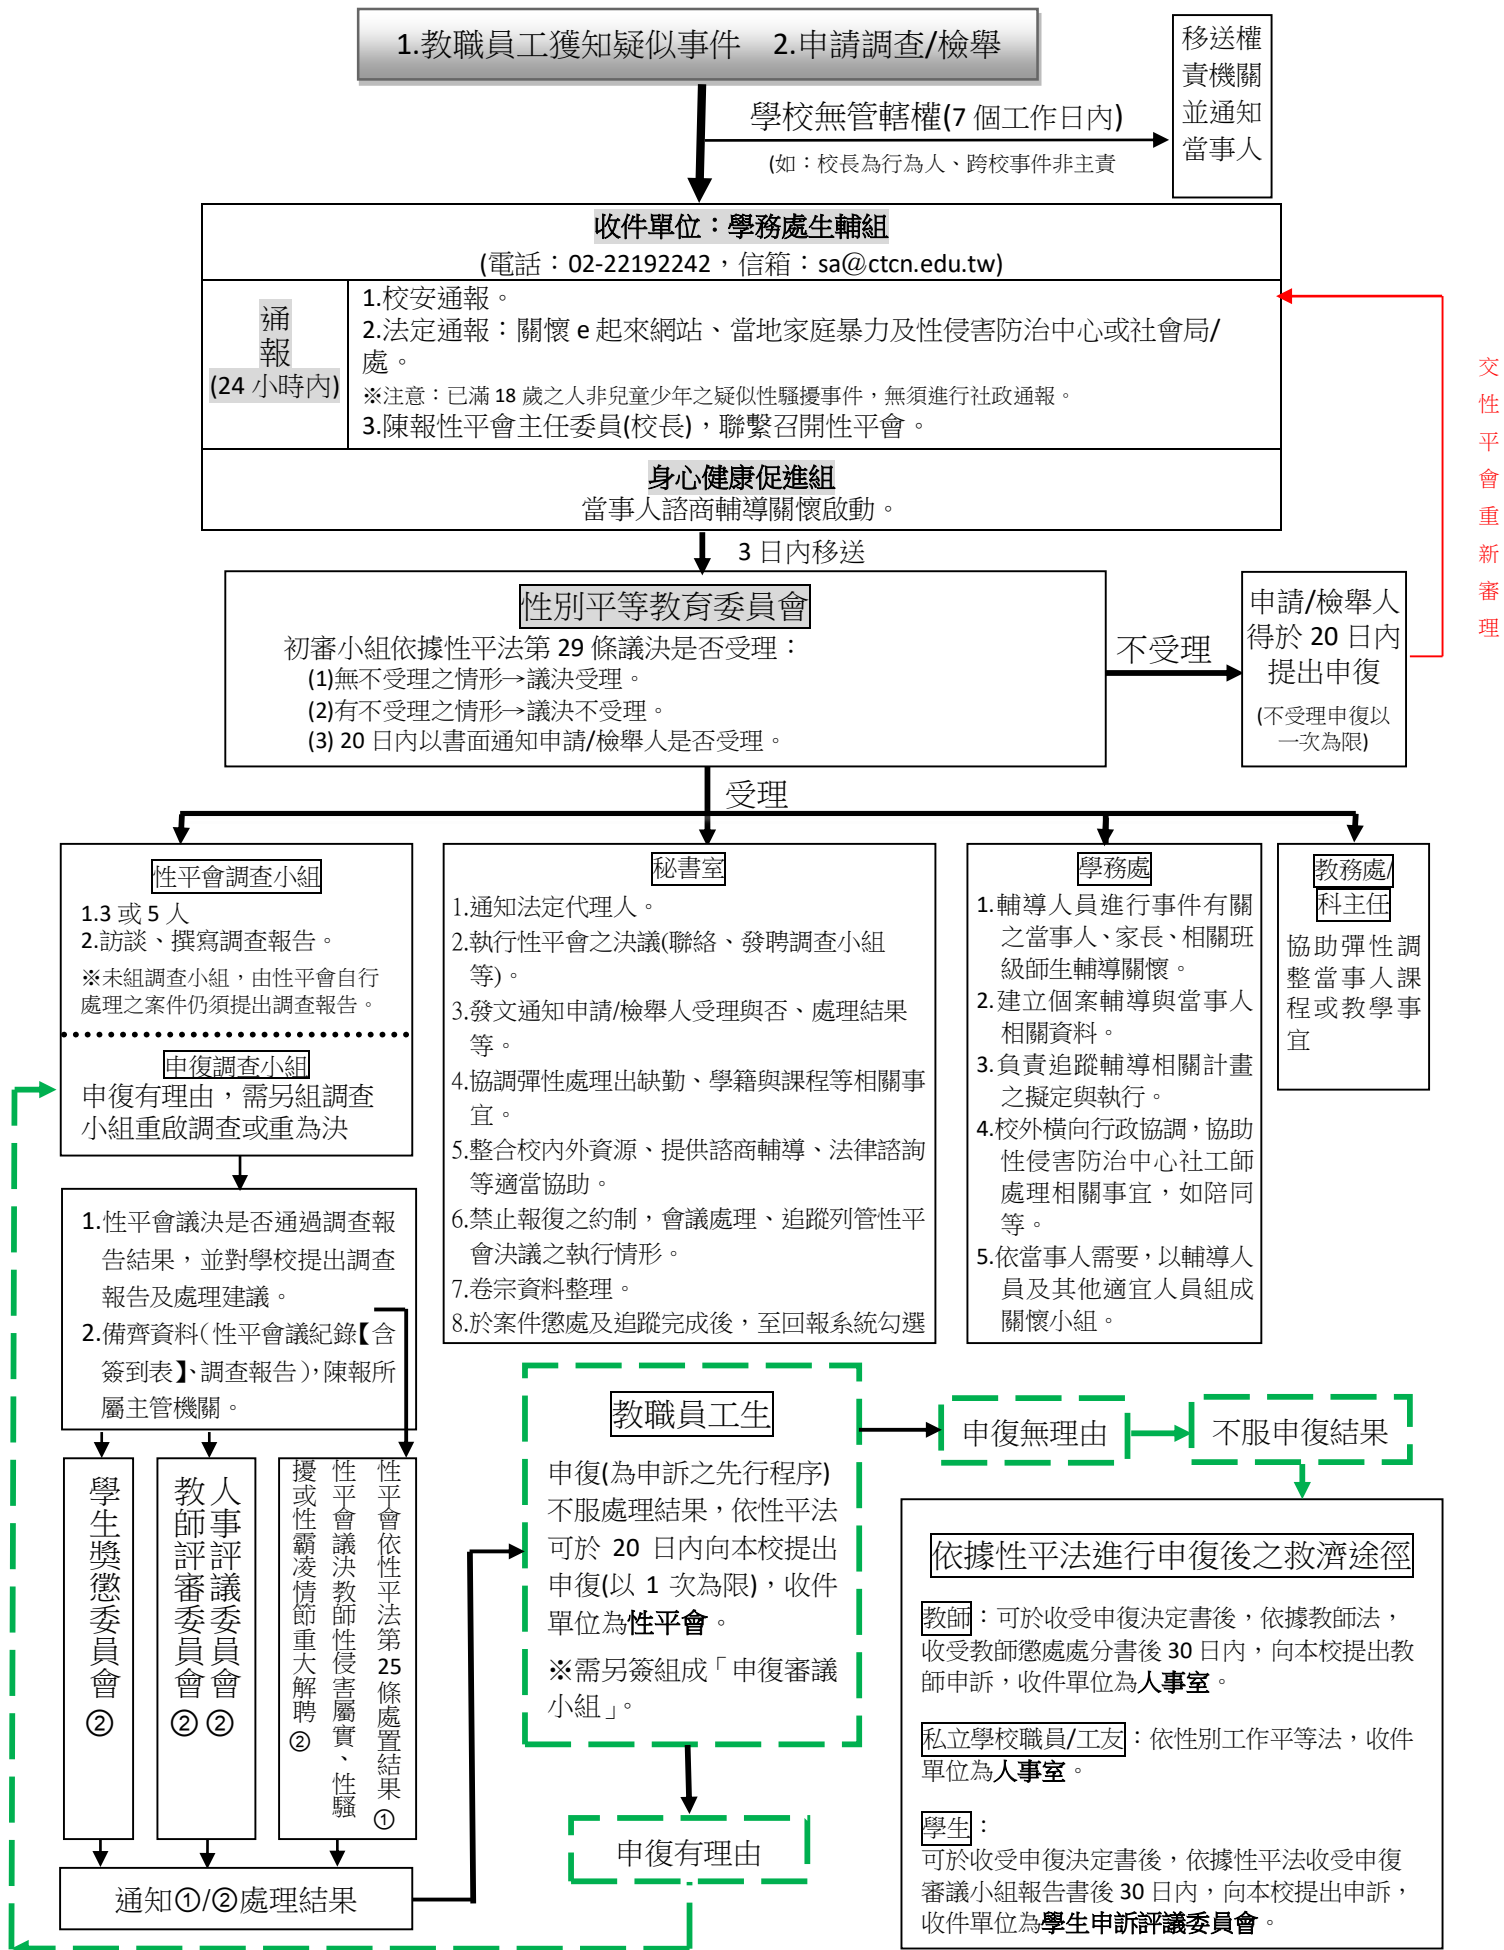 1.教職員工獲知疑似事件　2.申請調查/檢舉
移送權
責機關
並通知
當事人
學校無管轄權(7 個工作日內)
(如：校長為行為人、跨校事件非主責
收件單位：學務處生輔組
(電話：02-22192242，信箱：sa@ctcn.edu.tw)
通
報
(24 小時內)
1.校安通報。
2.法定通報：關懷 e 起來網站、當地家庭暴力及性侵害防治中心或社會局/
處。
※注意：已滿 18 歲之人非兒童少年之疑似性騷擾事件，無須進行社政通報。
3.陳報性平會主任委員(校長)，聯繫召開性平會。
身心健康促進組
當事人諮商輔導關懷啟動。
交性平會重新審理
3 日內移送
性別平等教育委員會
初審小組依據性平法第 29 條議決是否受理：
(1)無不受理之情形→議決受理。
(2)有不受理之情形→議決不受理。
(3) 20 日內以書面通知申請/檢舉人是否受理。
不受理
申請/檢舉人
得於 20 日內
提出申復
(不受理申復以
一次為限)
受理
性平會調查小組
1.3 或 5 人
2.訪談、撰寫調查報告。
※未組調查小組，由性平會自行
處理之案件仍須提出調查報告。
申復調查小組
申復有理由，需另組調查
小組重啟調查或重為決
秘書室
1.通知法定代理人。
2.執行性平會之決議(聯絡、發聘調查小組
等)。
3.發文通知申請/檢舉人受理與否、處理結果
等。
4.協調彈性處理出缺勤、學籍與課程等相關事
宜。
5.整合校內外資源、提供諮商輔導、法律諮詢
等適當協助。
6.禁止報復之約制，會議處理、追蹤列管性平
會決議之執行情形。
7.卷宗資料整理。
8.於案件懲處及追蹤完成後，至回報系統勾選
學務處
1.輔導人員進行事件有關
之當事人、家長、相關班
級師生輔導關懷。
2.建立個案輔導與當事人
相關資料。
3.負責追蹤輔導相關計畫
之擬定與執行。
4.校外橫向行政協調，協助
性侵害防治中心社工師
處理相關事宜，如陪同
等。
5.依當事人需要，以輔導人
員及其他適宜人員組成
關懷小組。
教務處/
科主任
協助彈性調
整當事人課
程或教學事
宜
1.性平會議決是否通過調查報
告結果，並對學校提出調查
報告及處理建議。
2.備齊資料（性平會議紀錄【含
簽到表】、調查報告），陳報所
屬主管機關。
學生獎懲委員會②
人事評議委員會②
教師評審委員會②
性平會依性平法第 25 條處置結果①
性平會議決教師性侵害屬實、性騷
擾或性霸凌情節重大解聘②
通知①/②處理結果
教職員工生
申復(為申訴之先行程序)
不服處理結果，依性平法
可於 20 日內向本校提出
申復(以 1 次為限)，收件
單位為性平會。
※需另簽組成「申復審議
小組」。
申復有理由
申復無理由
不服申復結果
依據性平法進行申復後之救濟途徑
教師：可於收受申復決定書後，依據教師法，
收受教師懲處處分書後 30 日內，向本校提出教
師申訴，收件單位為人事室。
私立學校職員/工友：依性別工作平等法，收件
單位為人事室。
學生：
可於收受申復決定書後，依據性平法收受申復
審議小組報告書後 30 日內，向本校提出申訴，
收件單位為學生申訴評議委員會。